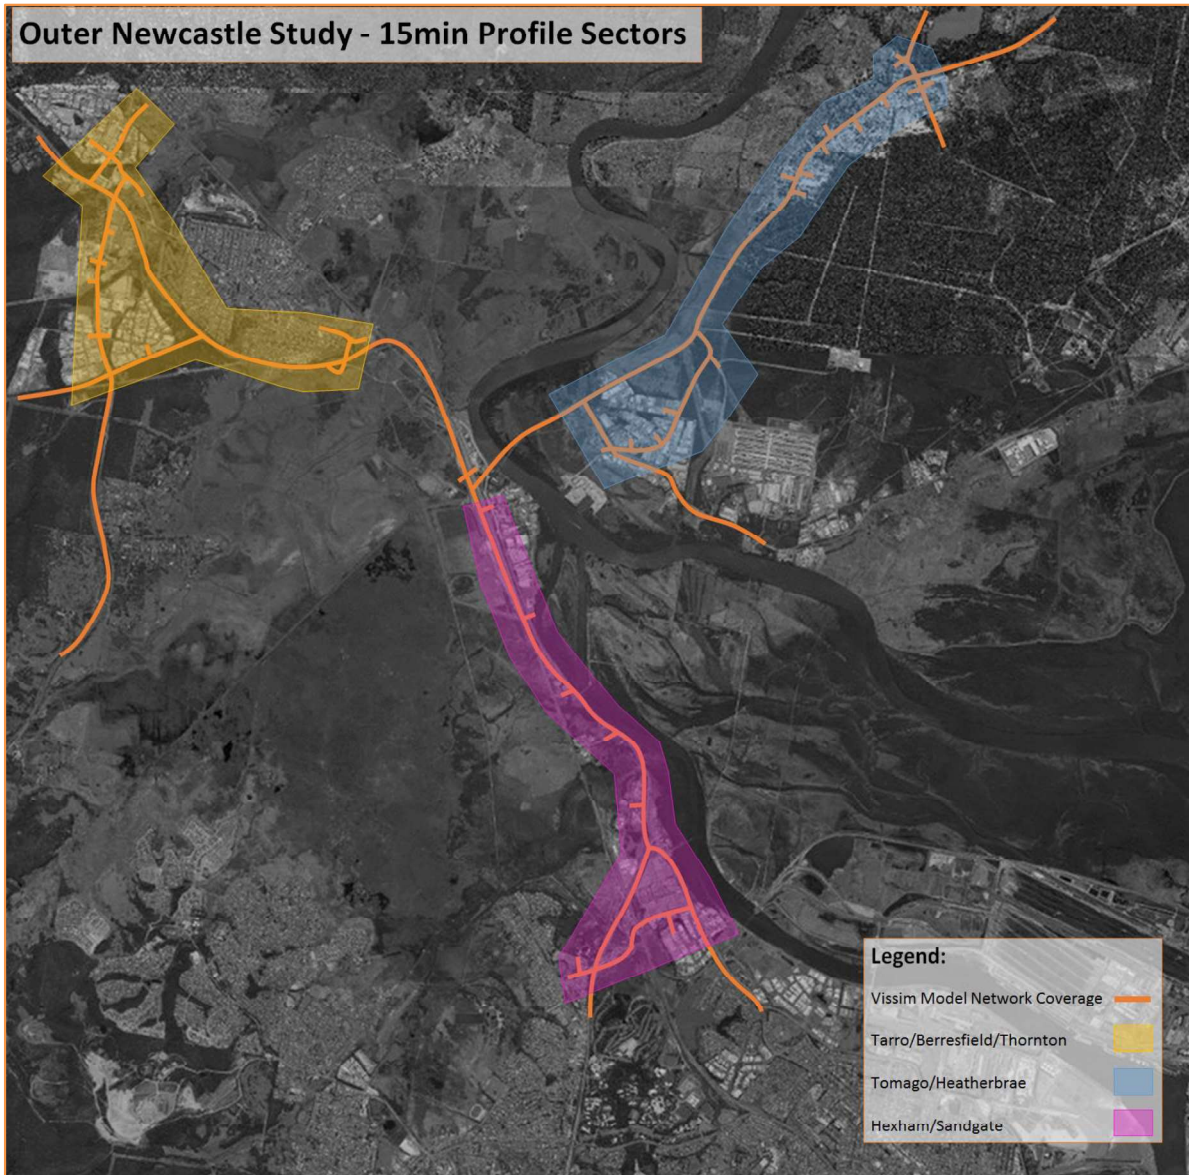 Outer Newcastle Study - 15min Profile Sectors
Legend:
Vissim Model Network Coverage
Tarro/Berresfield/Thornton
Tomago/Heatherbrae
Hexham/Sandgate